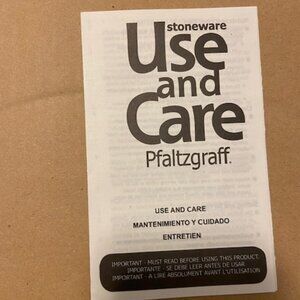 stoneware
Use
and
Care
Pfaltzgraff
USE AND CARE
MANTENIMIENTO Y CUIDADO
ENTRETIEN
IMPORTANT - MUST READ BEFORE USING THIS PRODUCT.
IMPORTANTE - SE DEBE LEER ANTES DE USAR.
IMPORTANT - A LIRE ABSOLUMENT AVANT L'UTILISATION